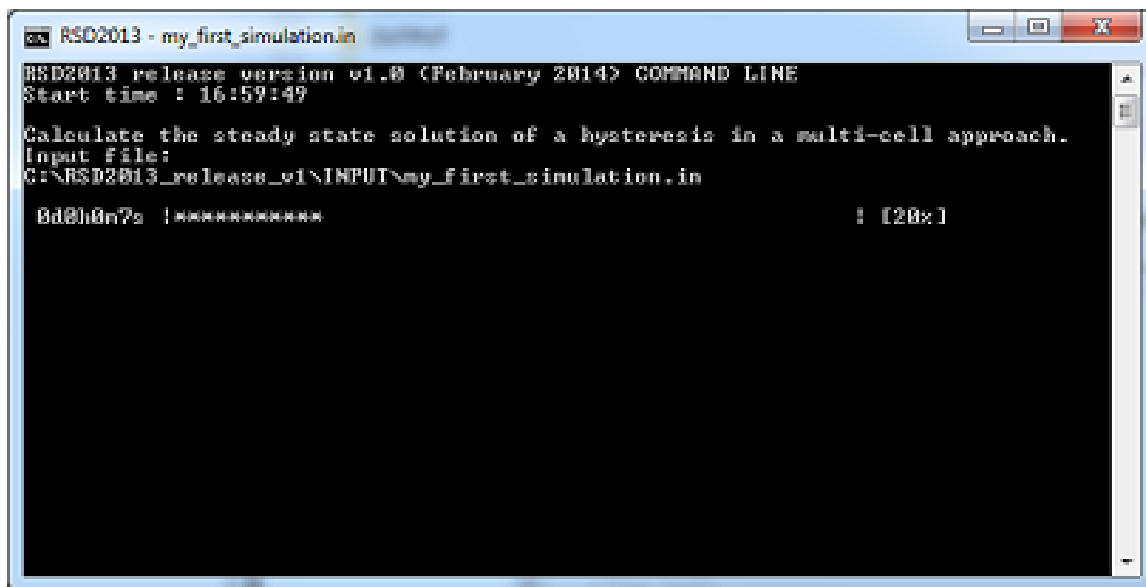 RSD2013 - my_first_simulation.in
RSD2013 release version v1.0 (February 2014) COMMAND LINE
Start time : 16:59:49
Calculate the steady state solution of a hysteresis in a multi-cell approach.
Input file:
C:\RSD2013_release_v1\INPUT\my_first_simulation.in
0d0h0m7s |*********** | [20%]